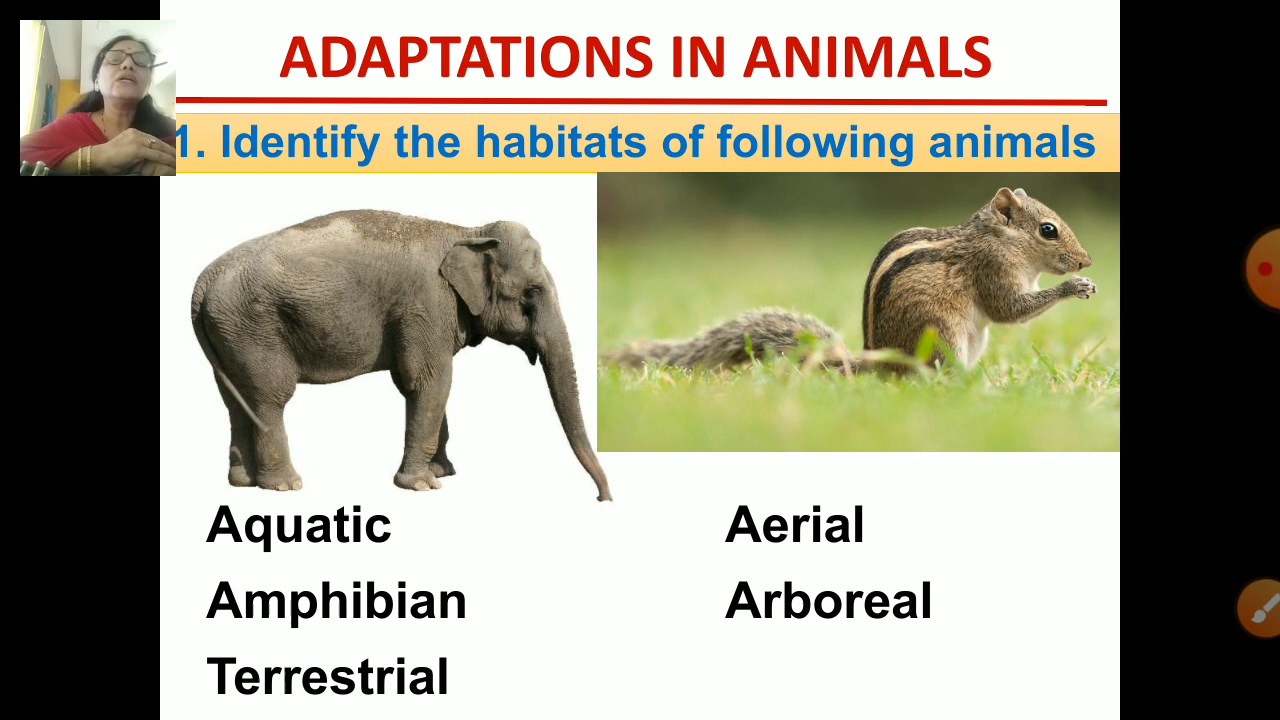 ADAPTATIONS IN ANIMALS
1. Identify the habitats of following animals
Aquatic
Amphibian
Terrestrial
Aerial
Arboreal